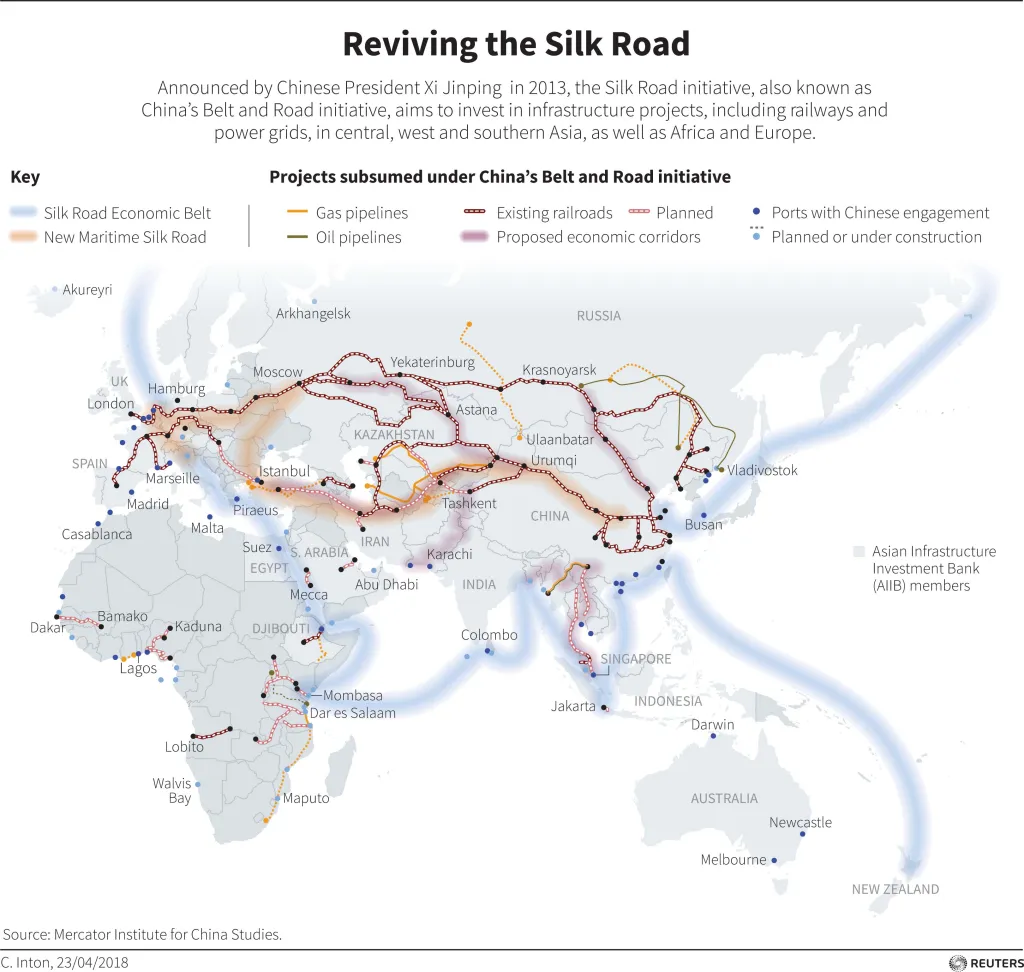 Reviving the Silk Road
Announced by Chinese President Xi Jinping in 2013, the Silk Road initiative, also known as
China's Belt and Road initiative, aims to invest in infrastructure projects, including railways and
power grids, in central, west and southern Asia, as well as Africa and Europe.
Key
Projects subsumed under China's Belt and Road initiative
Silk Road Economic Belt
New Maritime Silk Road
Gas pipelines
Oil pipelines
Existing railroads
Planned
Proposed economic corridors
Ports with Chinese engagement
Planned or under construction
Akureyri
Arkhangelsk
RUSSIA
Yekaterinburg
Krasnoyarsk
Moscow
UK
Hamburg
London
Astana
KAZAKHSTAN
Ulaanbatar
Urumqi
SPAIN
Istanbul
Vladivostok
Marseille
Madrid
Piraeus
Tashkent
CHINA
Busan
Casablanca
Malta
IRAN
Suez
S. ARABIA
Karachi
EGYPT
Abu Dhabi
INDIA
Mecca
Asian Infrastructure
Investment Bank
(AIIB) members
Bamako
Dakar
Kaduna
DJIBOUTI
Colombo
Lagos
SINGAPORE
Mombasa
Dar es Salaam
Jakarta
INDONESIA
Darwin
Lobito
Walvis
Bay
Maputo
AUSTRALIA
Newcastle
Melbourne
NEW ZEALAND
Source: Mercator Institute for China Studies.
C. Inton, 23/04/2018
REUTERS